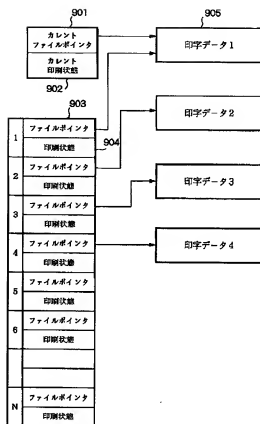 901
カレント
ファイルポインタ
カレント
印刷状態
902
903
1
ファイルポインタ
印刷状態
904
2
ファイルポインタ
印刷状態
3
ファイルポインタ
印刷状態
4
ファイルポインタ
印刷状態
5
ファイルポインタ
印刷状態
6
ファイルポインタ
印刷状態
N
ファイルポインタ
印刷状態
905
印字データ1
印字データ2
印字データ3
印字データ4